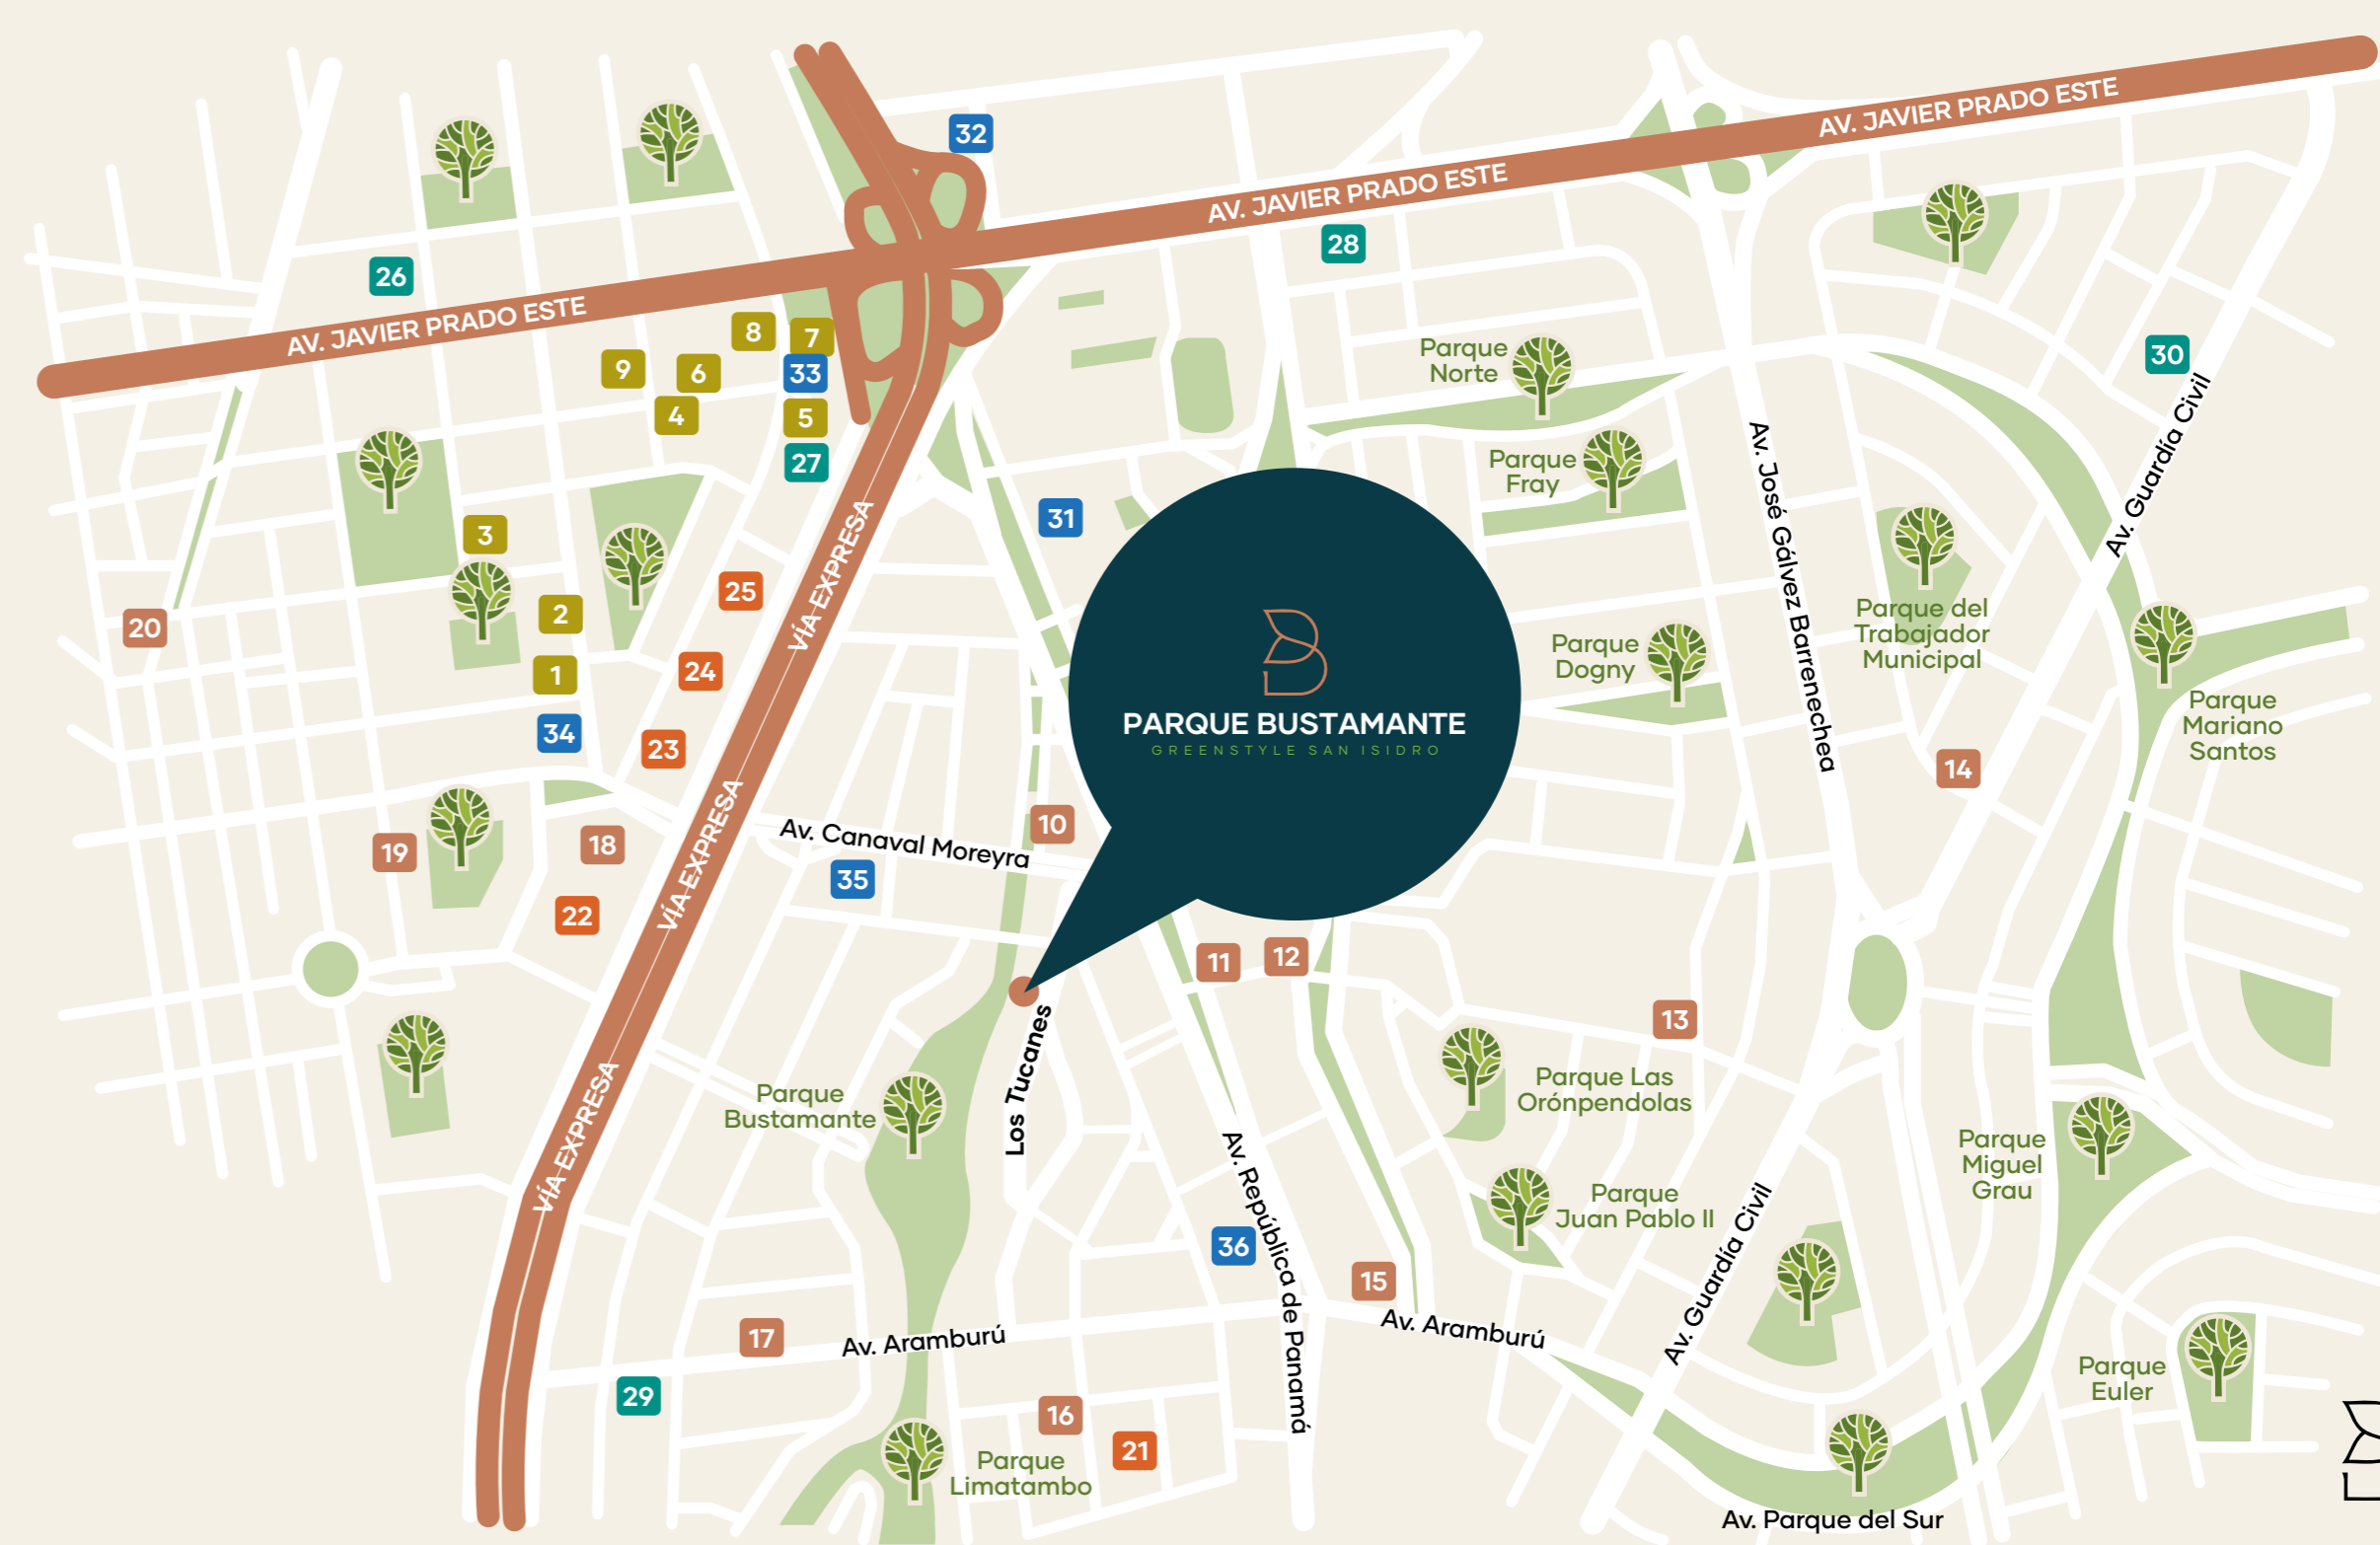 AV. JAVIER PRADO ESTE
32
AV. JAVIER PRADO ESTE
28
26
AV. JAVIER PRADO ESTE
30
8
7
9
6
33
4
5
27
Parque
Norte
Parque
Fray
Av. José Gálvez Barrenechea
Av. Guardía Civil
31
3
VÍA EXPRESA
25
2
20
1
24
34
23
PARQUE BUSTAMANTE
GREENSTYLE SAN ISIDRO
Parque
Dogny
Parque del
Trabajador
Municipal
Parque
Mariano
Santos
14
VÍA EXPRESA
10
Av. Canaval Moreyra
19
18
35
22
11
12
13
Los Tucanes
VÍA EXPRESA
Parque
Bustamante
Parque Las
Orónpendolas
Parque
Miguel
Grau
Av. República de Panamá
Parque
Juan Pablo II
36
Av. Guardía Civil
15
17
Av. Aramburú
Av. Aramburú
29
16
21
Parque
Euler
Parque
Limatambo
Av. Parque del Sur